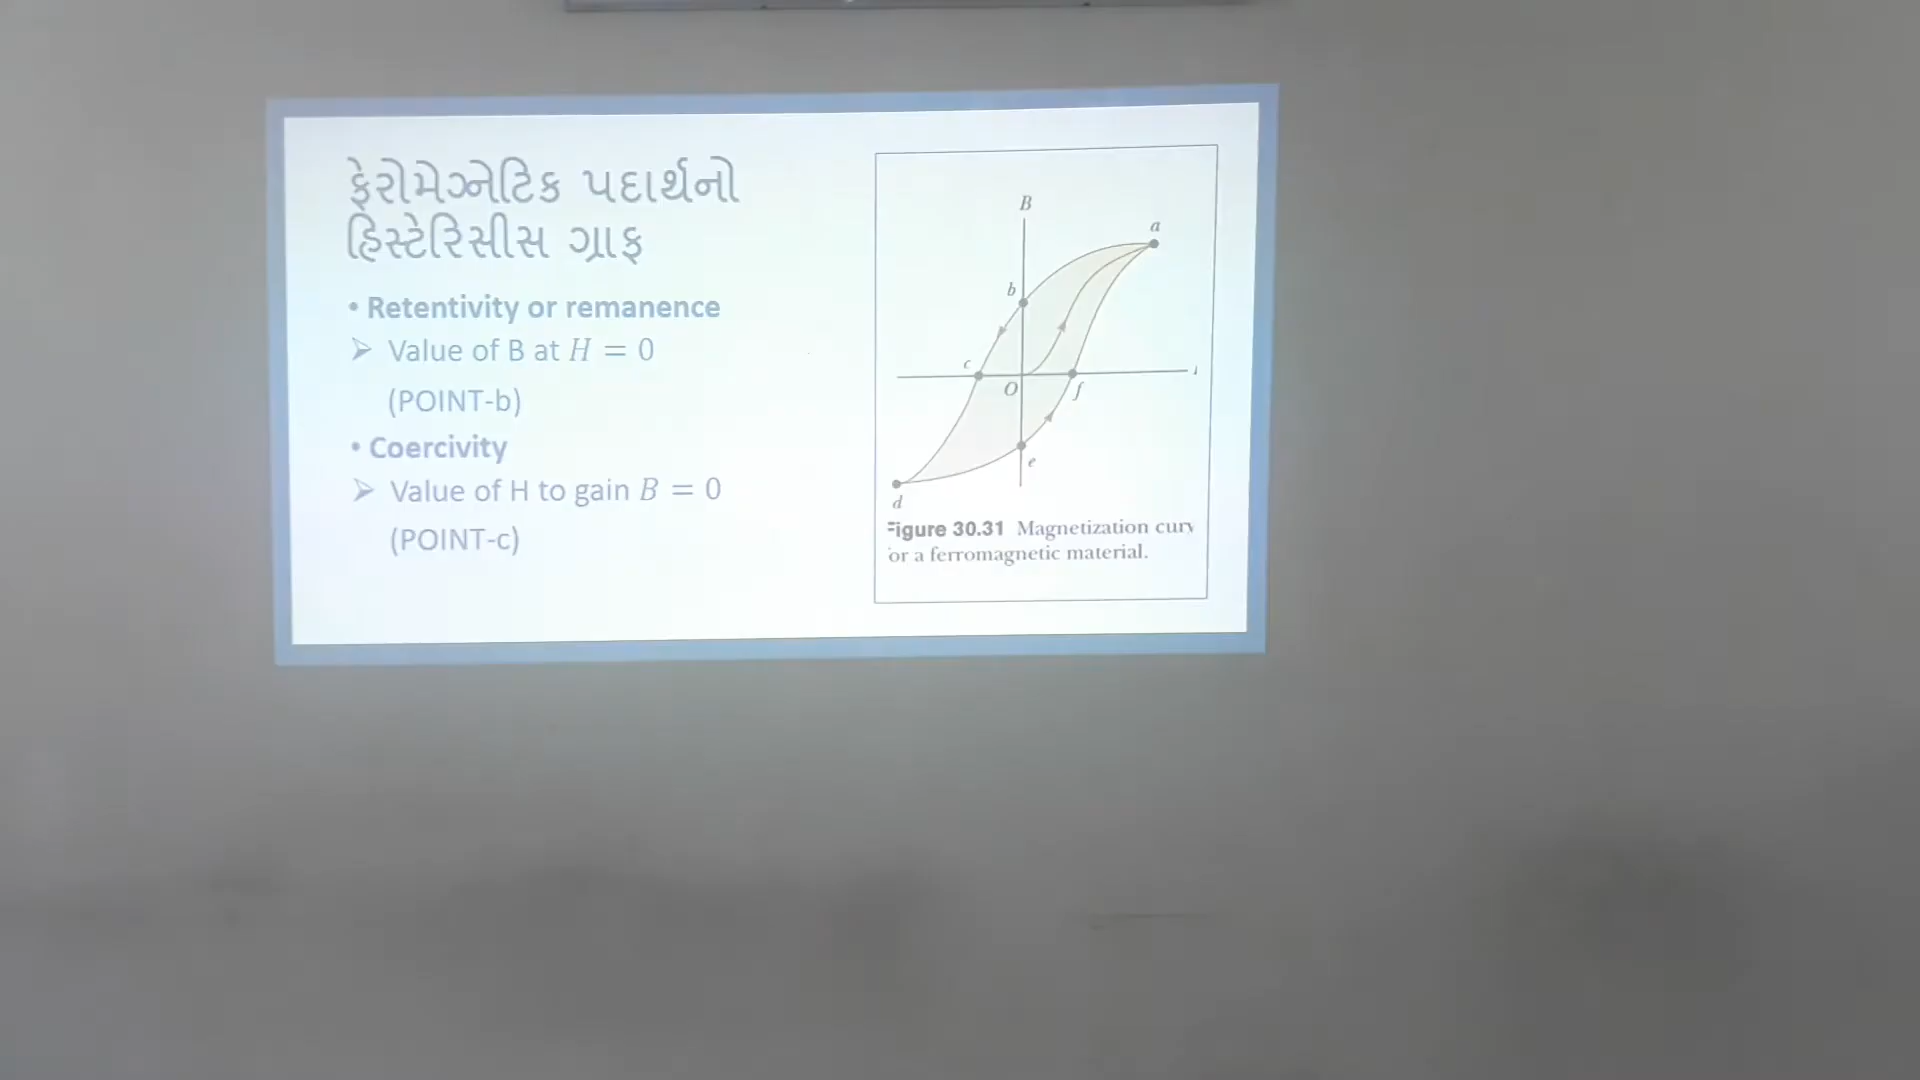 ફેરોમેગ્નેટિક પદાર્થનો
હિસ્ટેરિસીસ ગ્રાફ
• Retentivity or remanence
➢ Value of B at H = 0
(POINT-b)
• Coercivity
➢ Value of H to gain B = 0
(POINT-c)
B
a
b
c
O
f
e
d
Figure 30.31 Magnetization curv
or a ferromagnetic material.